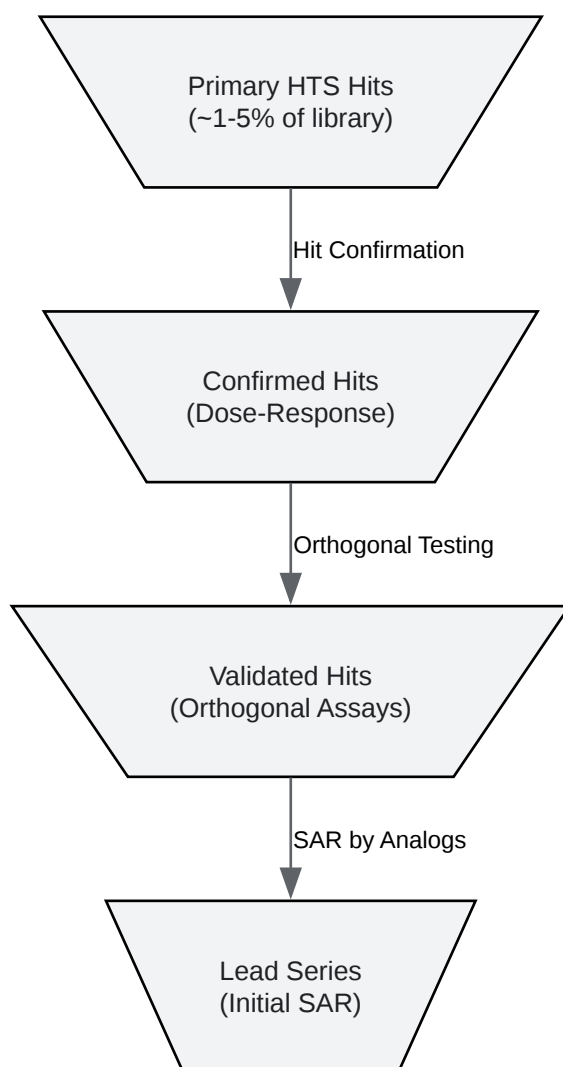 Primary HTS Hits
(~1-5% of library)
Hit Confirmation
Confirmed Hits
(Dose-Response)
Orthogonal Testing
Validated Hits
(Orthogonal Assays)
SAR by Analogs
Lead Series
(Initial SAR)